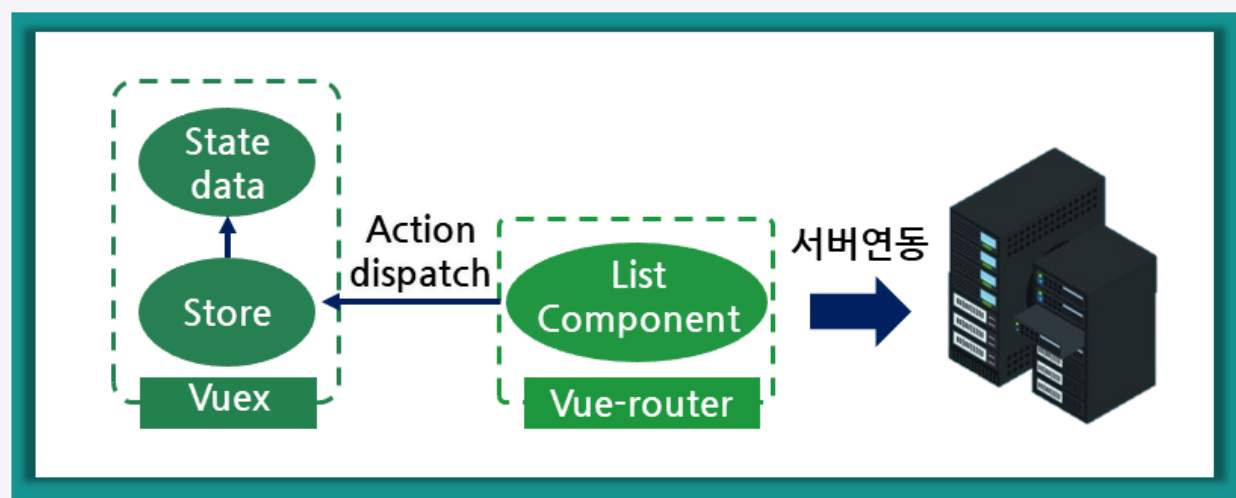 State
data
Store
Vuex
Action
dispatch
List
Component
Vue-router
서버연동